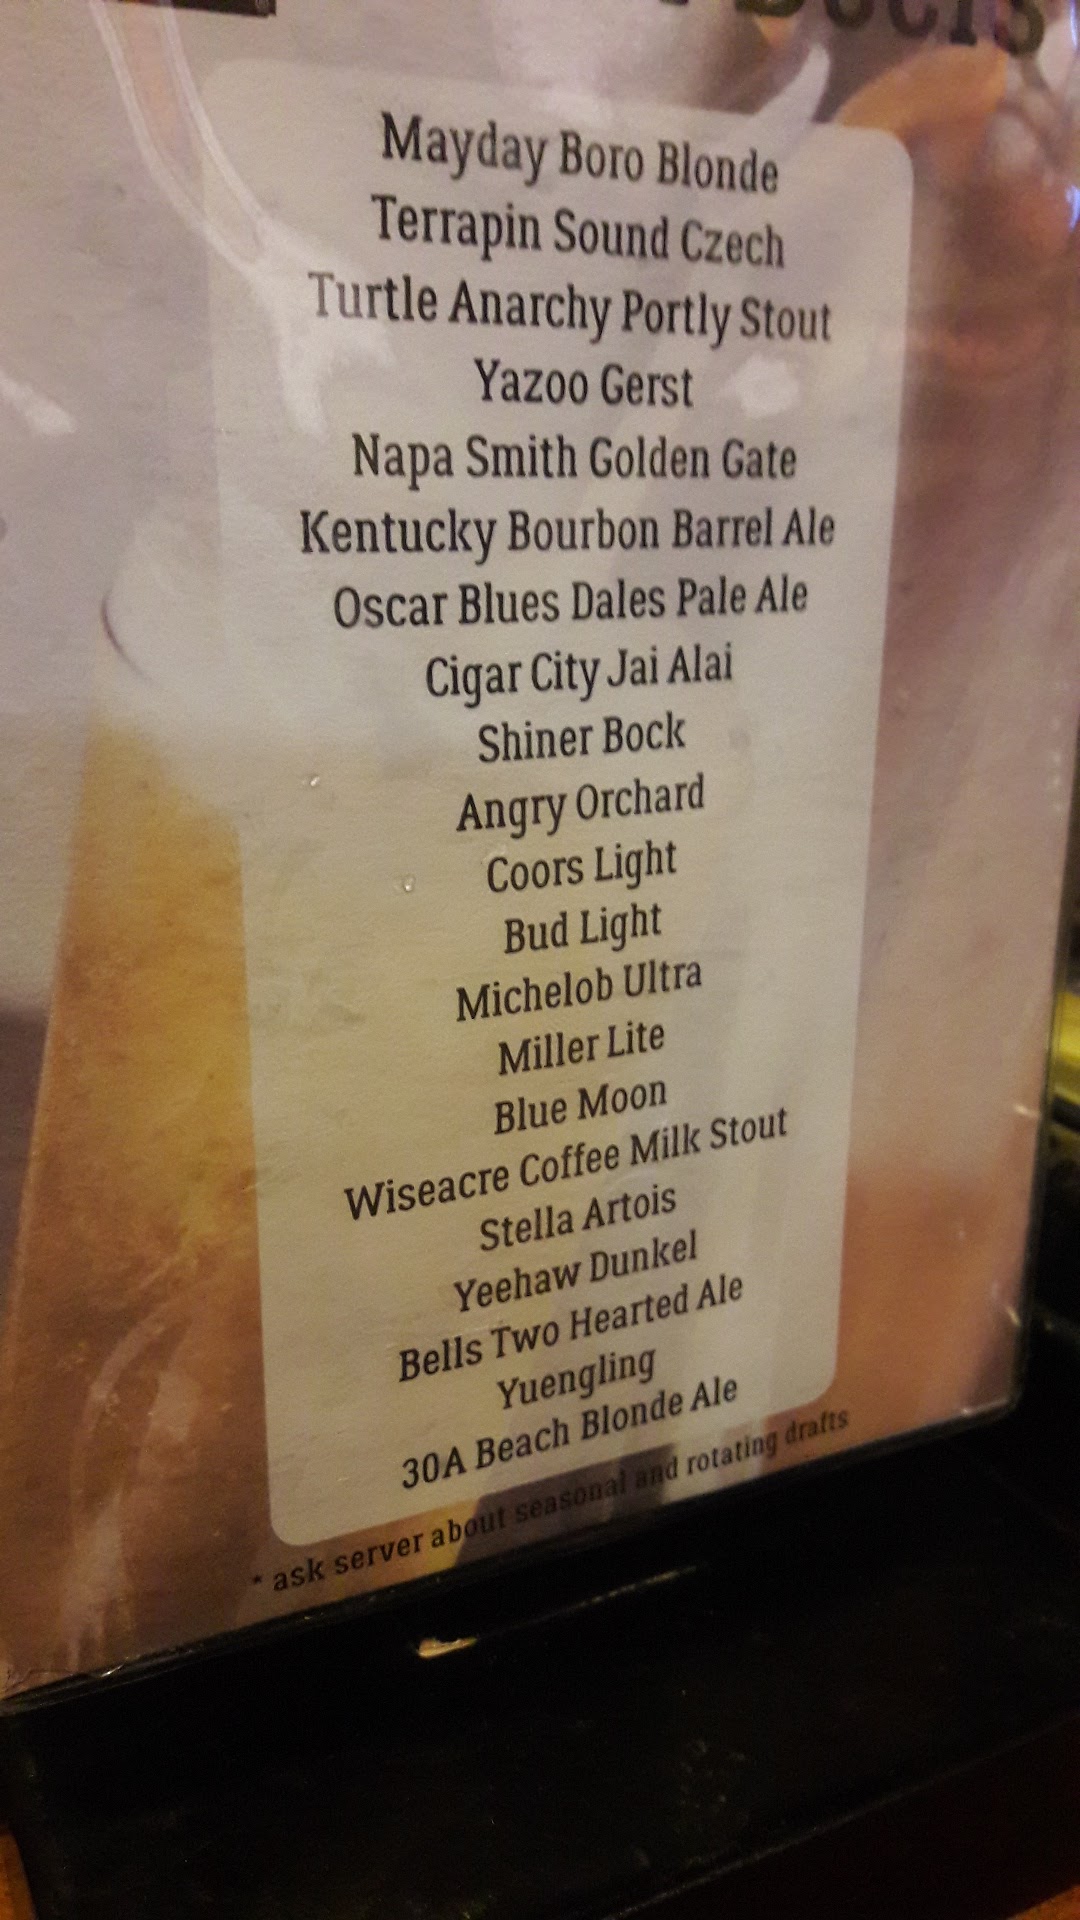 Mayday Boro Blonde
Terrapin Sound Czech
Turtle Anarchy Portly Stout
Yazoo Gerst
Napa Smith Golden Gate
Kentucky Bourbon Barrel Ale
Oscar Blues Dales Pale Ale
Cigar City Jai Alai
Shiner Bock
Angry Orchard
Coors Light
Bud Light
Michelob Ultra
Miller Lite
Blue Moon
Wiseacre Coffee Milk Stout
Stella Artois
Yeehaw Dunkel
Bells Two Hearted Ale
Yuengling
30A Beach Blonde Ale
* ask server about seasonal and rotating drafts